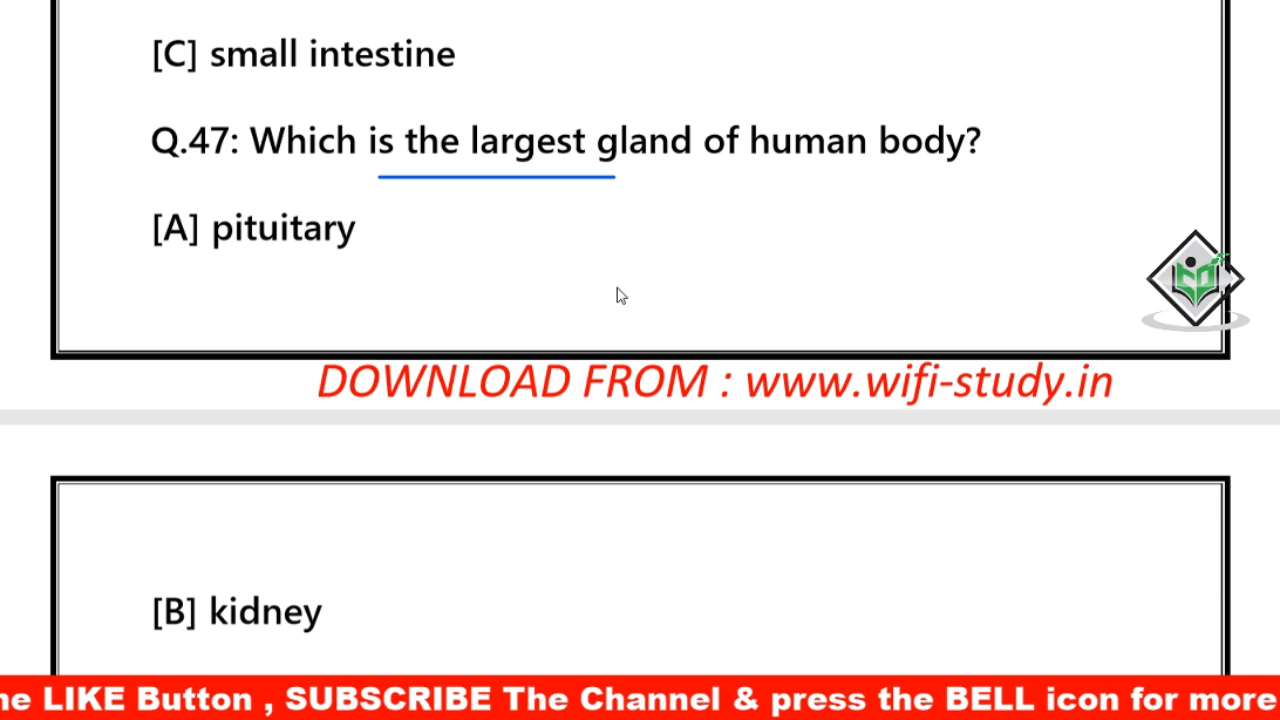 [C] small intestine
Q.47: Which is the largest gland of human body?
[A] pituitary
DOWNLOAD FROM : www.wifi-study.in
[B] kidney
LIKE Button , SUBSCRIBE The Channel & press the BELL icon for more